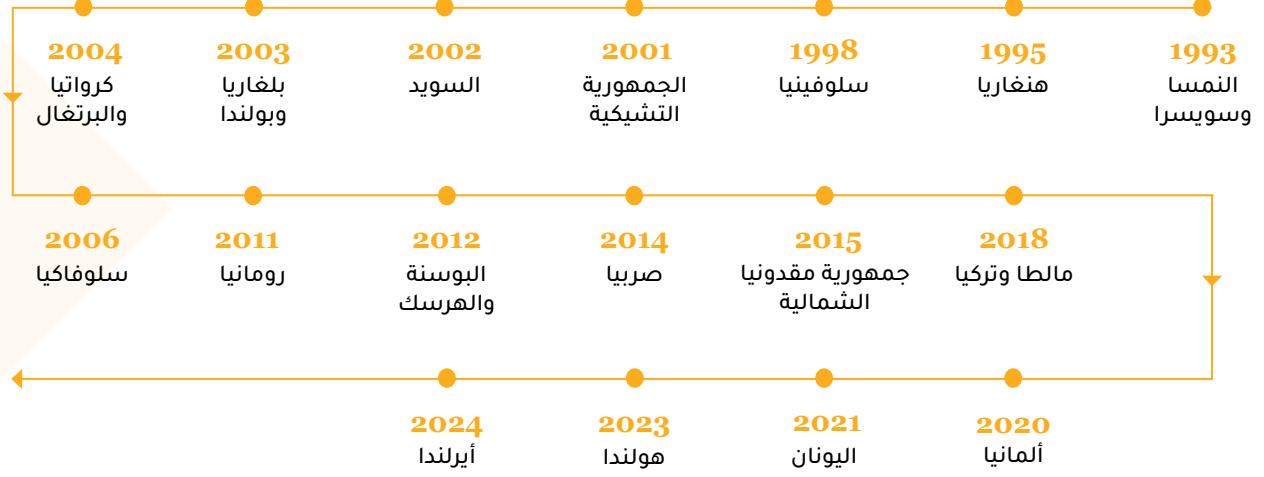 1993
النمسا
وسويسرا
1995
هنغاريا
1998
سلوفينيا
2001
الجمهورية
التشيكية
2002
السويد
2003
بلغاريا
وبولندا
2004
كرواتيا
والبرتغال
2006
سلوفاكيا
2011
رومانيا
2012
البوسنة
والهرسك
2014
صربيا
2015
جمهورية مقدونيا
الشمالية
2018
مالطا وتركيا
2020
ألمانيا
2021
اليونان
2023
هولندا
2024
أيرلندا